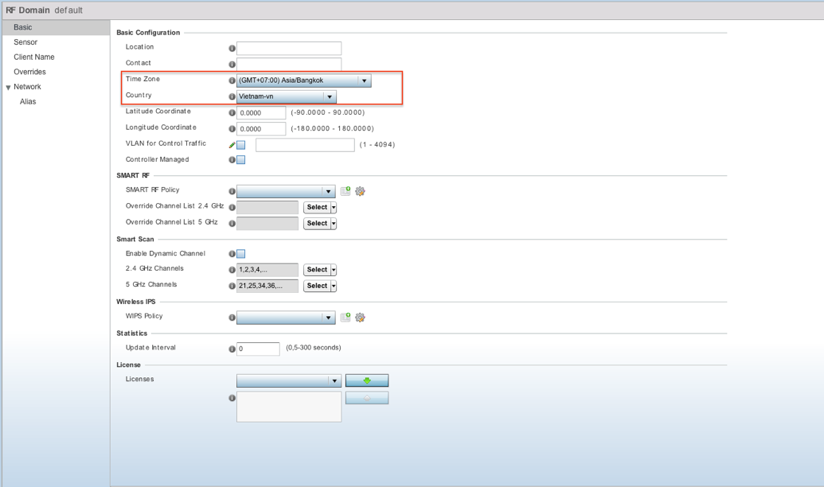 RF Domain default
Basic
Sensor
Client Name
Overrides
Network
Alias
Basic Configuration
Location
Contact
Time Zone (GMT+07:00) Asia/Bangkok
Country Vietnam-vn
Latitude Coordinate 0.0000 (-90.0000 - 90.0000)
Longitude Coordinate 0.0000 (-180.0000 - 180.0000)
VLAN for Control Traffic (1 - 4094)
Controller Managed
SMART RF
SMART RF Policy
Override Channel List 2.4 GHz Select
Override Channel List 5 GHz Select
Smart Scan
Enable Dynamic Channel
2.4 GHz Channels 1,2,3,4,... Select
5 GHz Channels 21,25,34,36,... Select
Wireless IPS
WIPS Policy
Statistics
Update Interval 0 (0,5-300 seconds)
License
Licenses